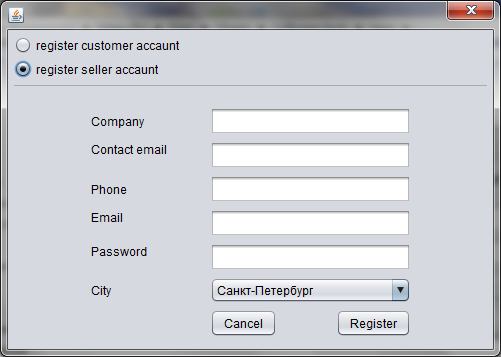 register customer accaunt
register seller accaunt
Company
Contact email
Phone
Email
Password
City Санкт-Петербург
Cancel Register